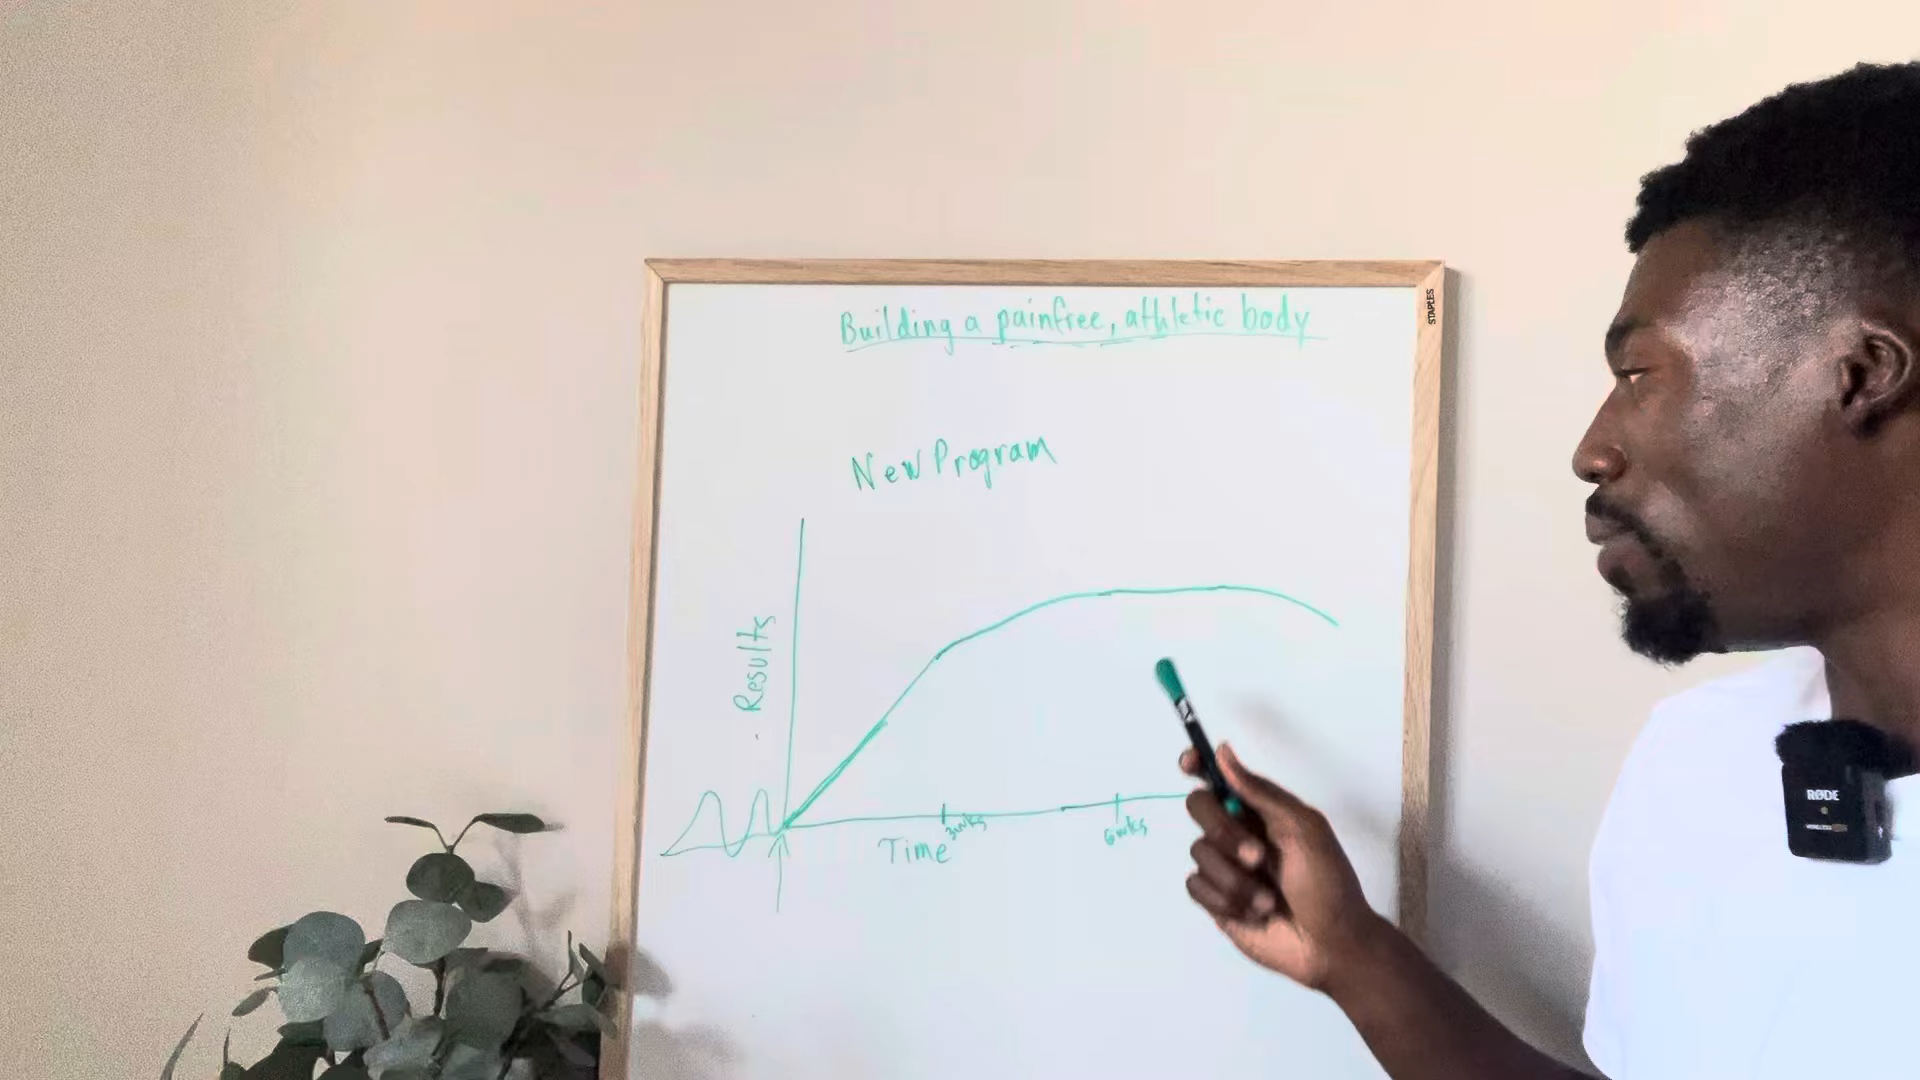 Building a painfree, athletic body
New Program
Results
Time
3wks
6wks
STAPLES
RØDE